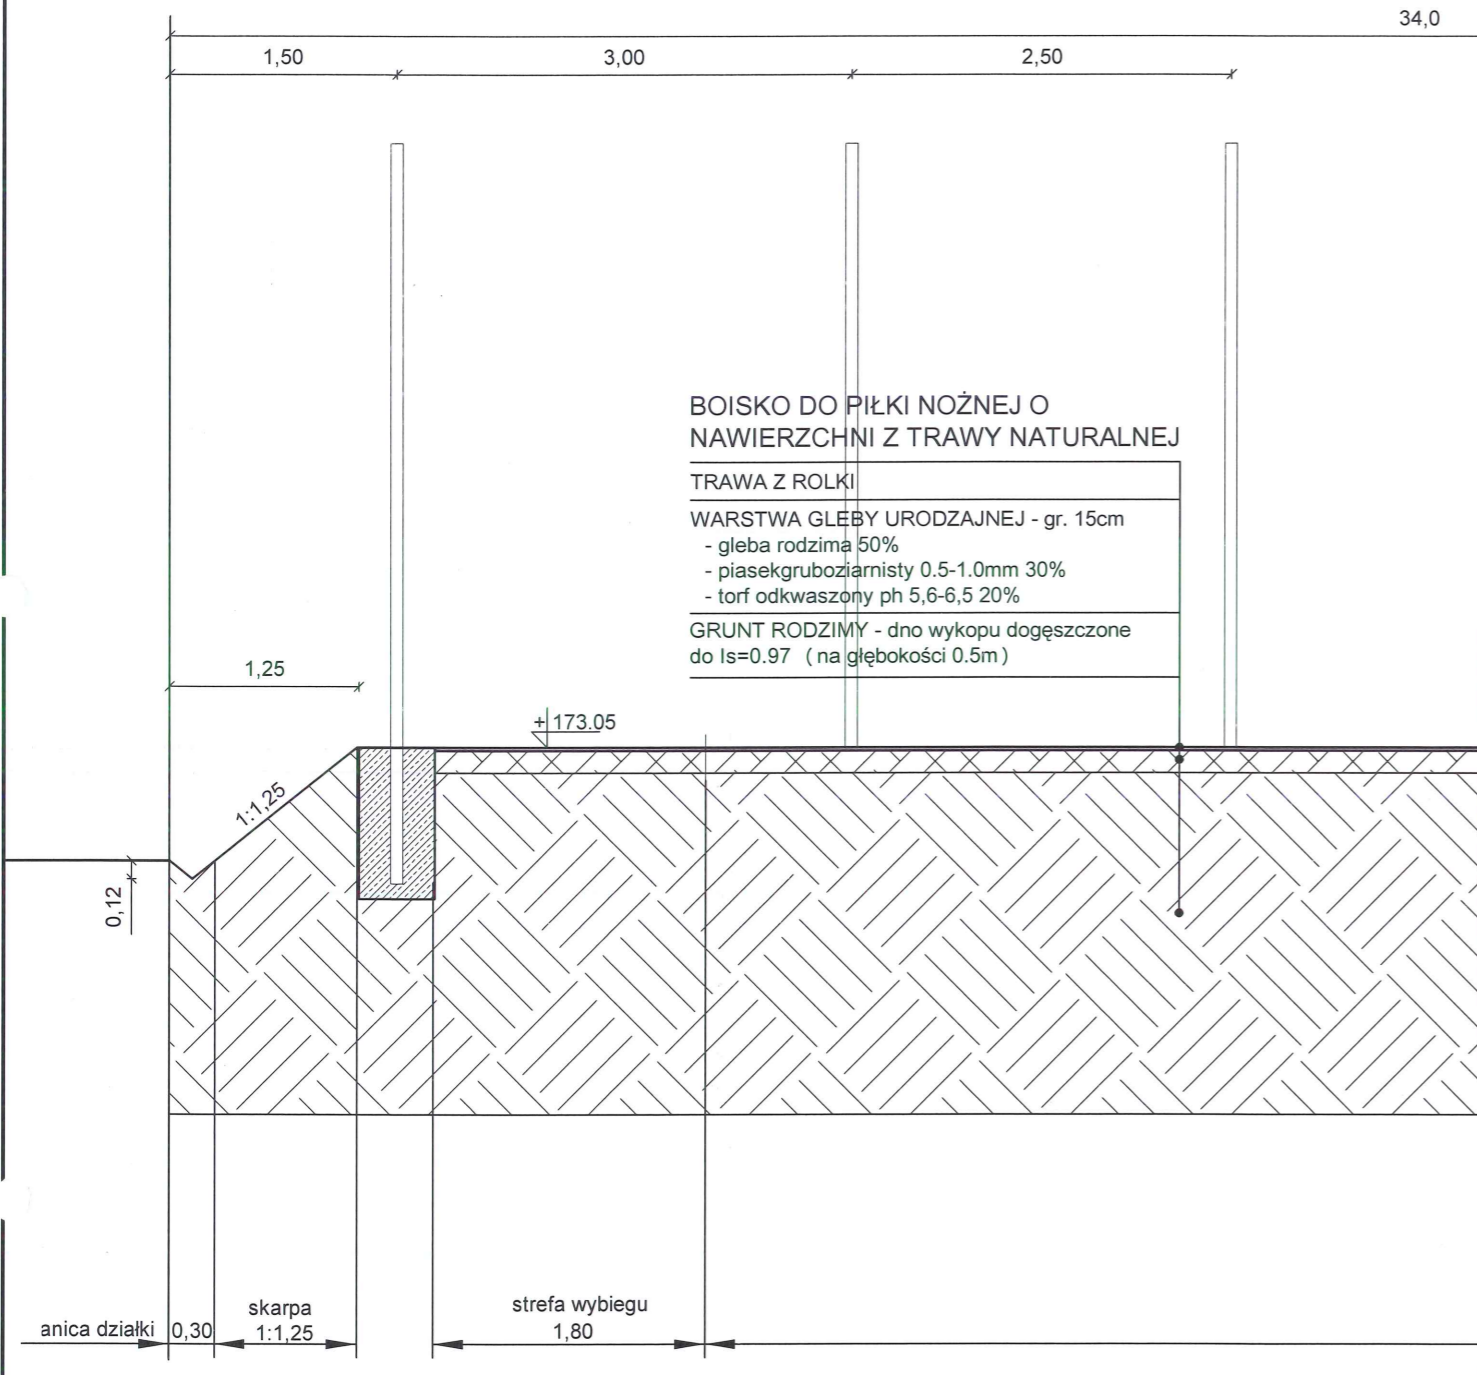 34,0
1,50
3,00
2,50
BOISKO DO PIŁKI NOŻNEJ O
NAWIERZCHNI Z TRAWY NATURALNEJ
TRAWA Z ROLKI
WARSTWA GLEBY URODZAJNEJ - gr. 15cm
- gleba rodzima 50%
- piasekgruboziarnisty 0.5-1.0mm 30%
- torf odkwaszony ph 5,6-6,5 20%
GRUNT RODZIMY - dno wykopu dogęszczone
do Is=0.97 ( na głębokości 0.5m )
1,25
+ 173.05
1:1,25
0,12
anica działki
0,30
skarpa
1:1,25
strefa wybiegu
1,80